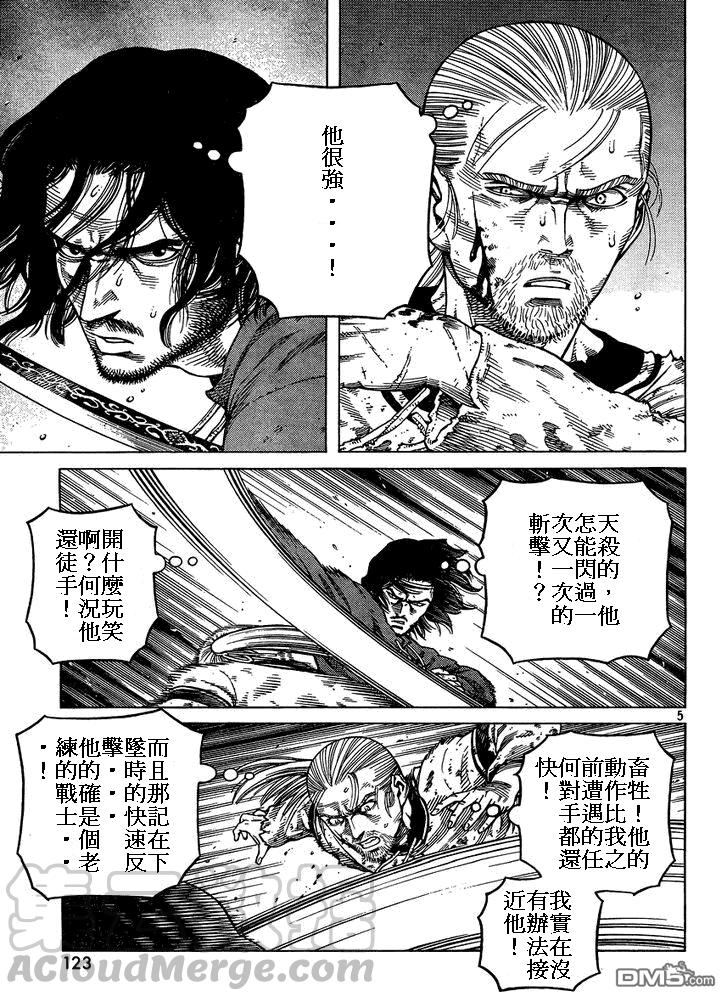 他很強・・・！
天殺的，他
怎能閃過一
次又一次的
斬擊！？
開什麼玩笑
啊？何況他
還徒手！
5
畜牲！他的
動作比我之
前遭遇的任
何對手都還
快！
我實在沒
有辦法接
近他！
而且那記在下
墜時的快速反
擊・・・
他的確是個老
練的戰士・・
・！
123
ACloudMerge.com
DM5.com